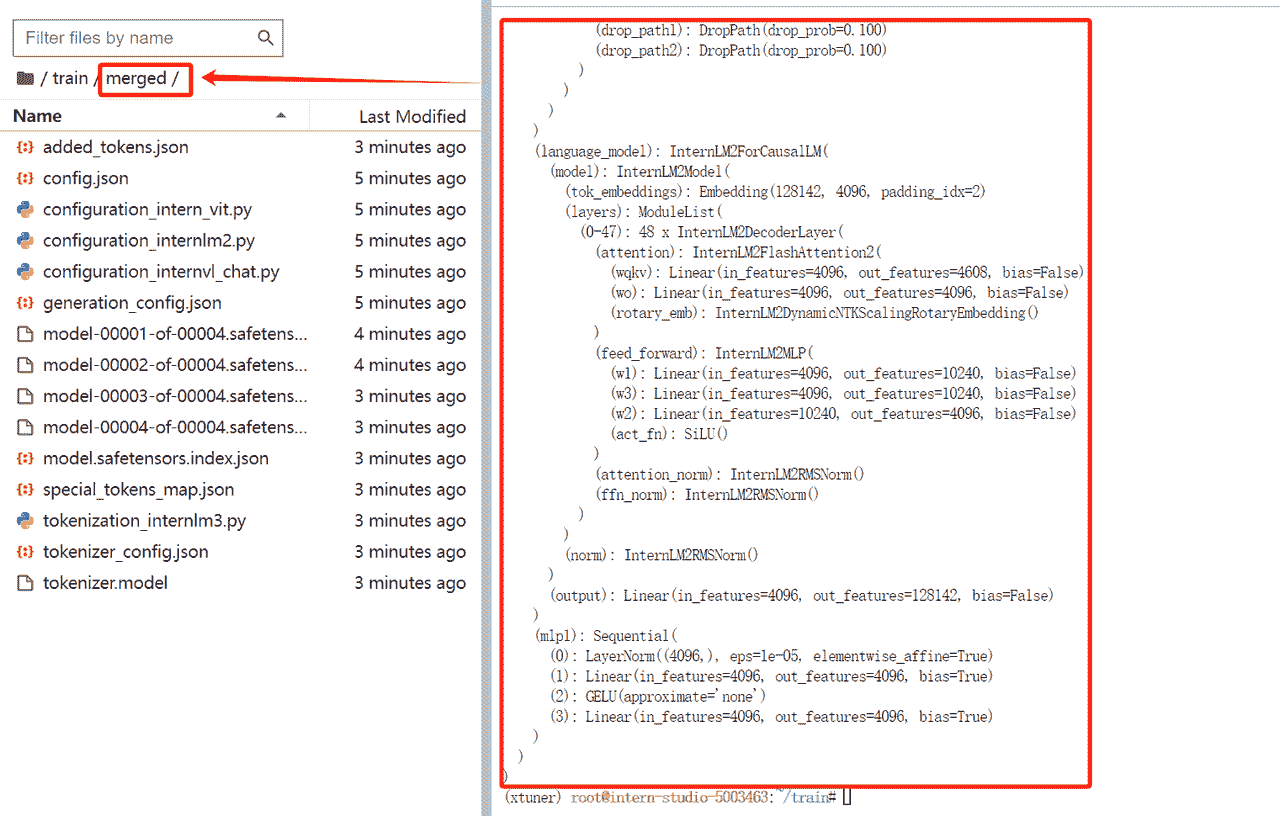 Filter files by name
/ train / merged /
Name Last Modified
added_tokens.json 3 minutes ago
config.json 5 minutes ago
configuration_intern_vit.py 5 minutes ago
configuration_internlm2.py 5 minutes ago
configuration_internvl_chat.py 5 minutes ago
generation_config.json 5 minutes ago
model-00001-of-00004.safetens... 4 minutes ago
model-00002-of-00004.safetens... 4 minutes ago
model-00003-of-00004.safetens... 3 minutes ago
model-00004-of-00004.safetens... 3 minutes ago
model.safetensors.index.json 3 minutes ago
special_tokens_map.json 3 minutes ago
tokenization_internlm3.py 3 minutes ago
tokenizer_config.json 3 minutes ago
tokenizer.model 3 minutes ago
(drop_path1): DropPath(drop_prob=0.100)
(drop_path2): DropPath(drop_prob=0.100)
)
)
)
)
(language_model): InternLM2ForCausalLM(
(model): InternLM2Model(
(tok_embeddings): Embedding(128142, 4096, padding_idx=2)
(layers): ModuleList(
(0-47): 48 x InternLM2DecoderLayer(
(attention): InternLM2FlashAttention2(
(wqkv): Linear(in_features=4096, out_features=4608, bias=False)
(wo): Linear(in_features=4096, out_features=4096, bias=False)
(rotary_emb): InternLM2DynamicNTKScalingRotaryEmbedding()
)
(feed_forward): InternLM2MLP(
(w1): Linear(in_features=4096, out_features=10240, bias=False)
(w3): Linear(in_features=4096, out_features=10240, bias=False)
(w2): Linear(in_features=10240, out_features=4096, bias=False)
(act_fn): SiLU()
)
(attention_norm): InternLM2RMSNorm()
(ffn_norm): InternLM2RMSNorm()
)
)
(norm): InternLM2RMSNorm()
)
(output): Linear(in_features=4096, out_features=128142, bias=False)
)
(mlp1): Sequential(
(0): LayerNorm((4096,), eps=1e-05, elementwise_affine=True)
(1): Linear(in_features=4096, out_features=4096, bias=True)
(2): GELU(approximate='none')
(3): Linear(in_features=4096, out_features=4096, bias=True)
)
)
)
(xtuner) root@intern-studio-5003463:~/train#